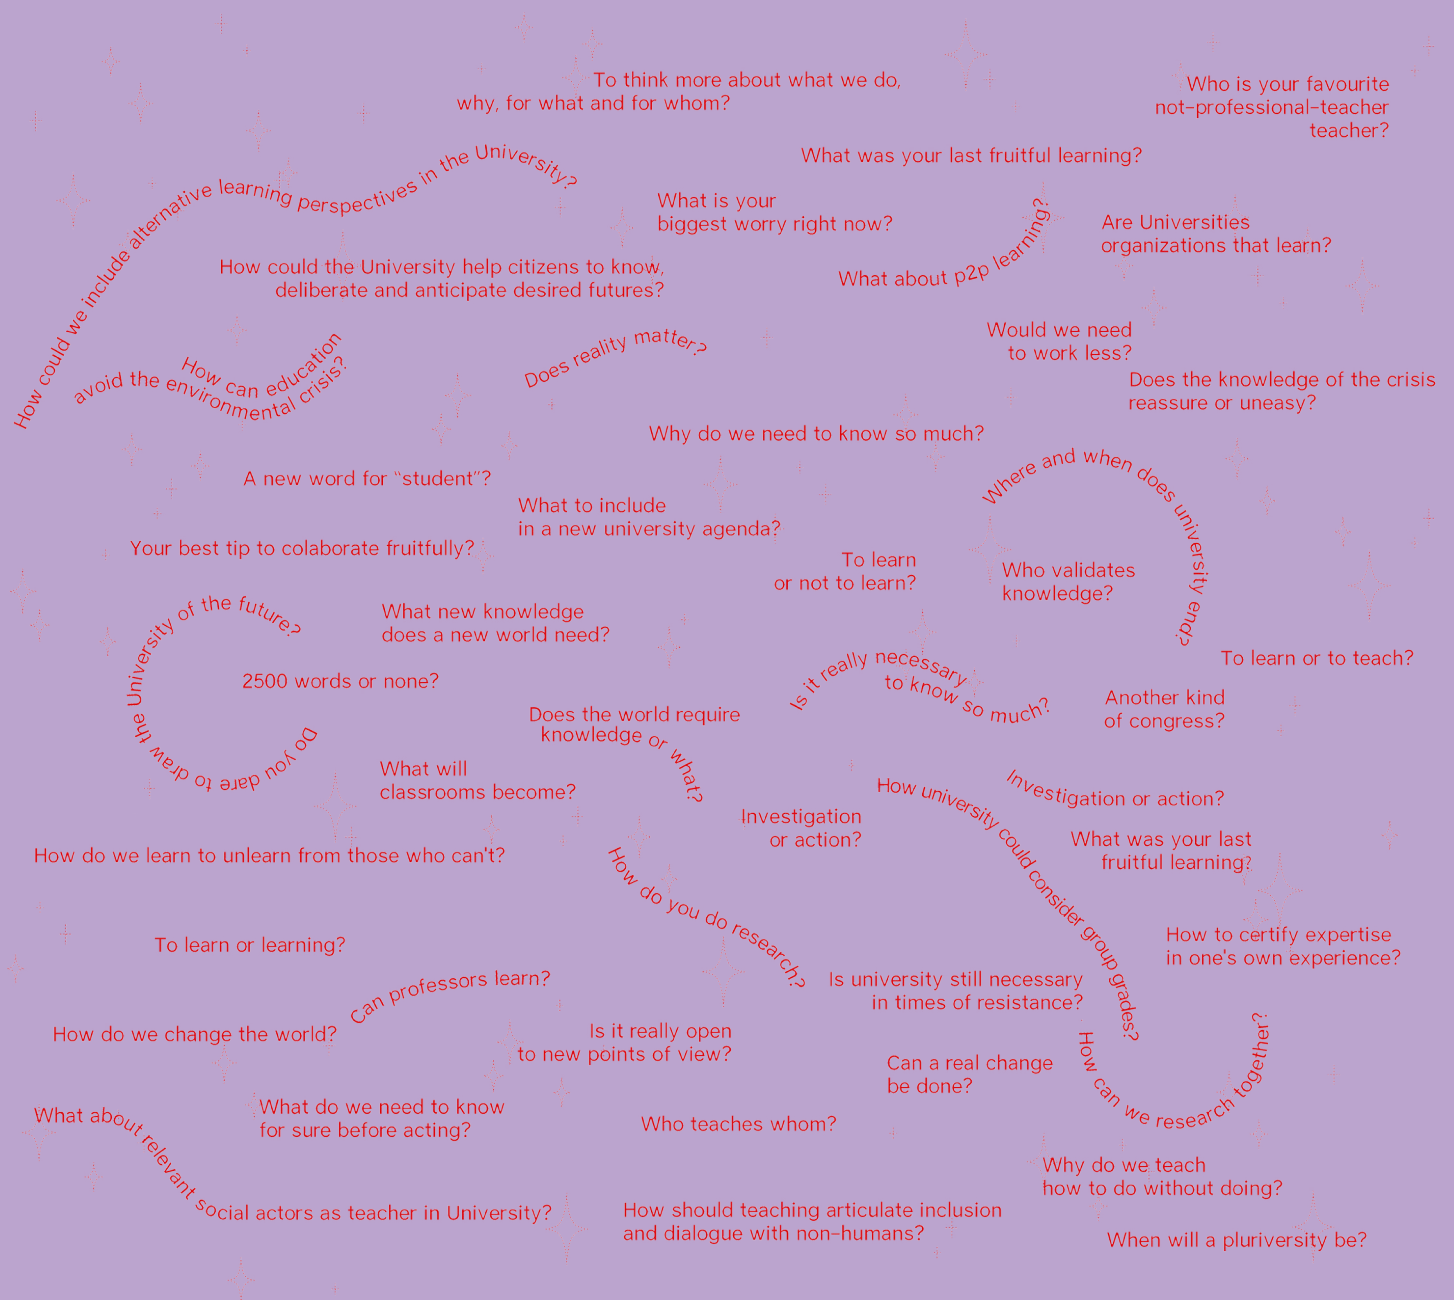 To think more about what we do,
why, for what and for whom?
Who is your favourite
not-professional-teacher
teacher?
What was your last fruitful learning?
How could we include alternative learning perspectives in the University?
What is your
biggest worry right now?
What about p2p learning?
Are Universities
organizations that learn?
How could the University help citizens to know,
deliberate and anticipate desired futures?
Would we need
to work less?
How can education
avoid the environmental crisis?
Does reality matter?
Does the knowledge of the crisis
reassure or uneasy?
Why do we need to know so much?
A new word for “student”?
What to include
in a new university agenda?
Where and when does university end?
Your best tip to colaborate fruitfully?
To learn
or not to learn?
Who validates
knowledge?
What new knowledge
does a new world need?
Do you dare to draw the University of the future?
2500 words or none?
Is it really necessary
to know so much?
To learn or to teach?
Another kind
of congress?
Does the world require
knowledge or what?
What will
classrooms become?
Investigation
or action?
How university could consider group grades?
Investigation or action?
What was your last
fruitful learning?
How do we learn to unlearn from those who can't?
How do you do research?
How to certify expertise
in one's own experience?
To learn or learning?
Can professors learn?
Is university still necessary
in times of resistance?
How do we change the world?
Is it really open
to new points of view?
Can a real change
be done?
How can we research together?
What about relevant social actors as teacher in University?
What do we need to know
for sure before acting?
Who teaches whom?
Why do we teach
how to do without doing?
How should teaching articulate inclusion
and dialogue with non-humans?
When will a pluriversity be?